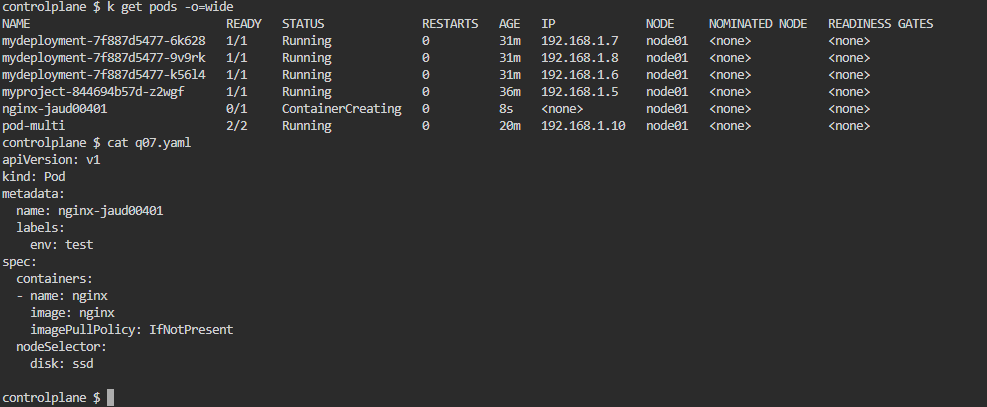 controlplane $ k get pods -o=wide
NAME READY STATUS RESTARTS AGE IP NODE NOMINATED NODE READINESS GATES
mydeployment-7f887d5477-6k628 1/1 Running 0 31m 192.168.1.7 node01 <none> <none>
mydeployment-7f887d5477-9v9rk 1/1 Running 0 31m 192.168.1.8 node01 <none> <none>
mydeployment-7f887d5477-k56l4 1/1 Running 0 31m 192.168.1.6 node01 <none> <none>
myproject-844694b57d-z2wgf 1/1 Running 0 36m 192.168.1.5 node01 <none> <none>
nginx-jaud00401 0/1 ContainerCreating 0 8s <none> node01 <none> <none>
pod-multi 2/2 Running 0 20m 192.168.1.10 node01 <none> <none>
controlplane $ cat q07.yaml
apiVersion: v1
kind: Pod
metadata:
  name: nginx-jaud00401
  labels:
    env: test
spec:
  containers:
  - name: nginx
    image: nginx
    imagePullPolicy: IfNotPresent
  nodeSelector:
    disk: ssd
controlplane $